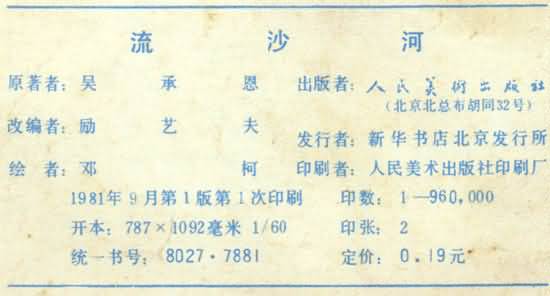 流沙河
原著者：吴承恩 出版者：人民美術出版社
（北京北总布胡同32号）
改编者：励艺夫
发行者：新华书店北京发行所
绘者：邓柯 印刷者：人民美术出版社印刷厂
1981年9月第1版第1次印刷 印数：1—960,000
开本：787×1092毫米 1/60 印张：2
统一书号：8027·7881 定价：0.19元